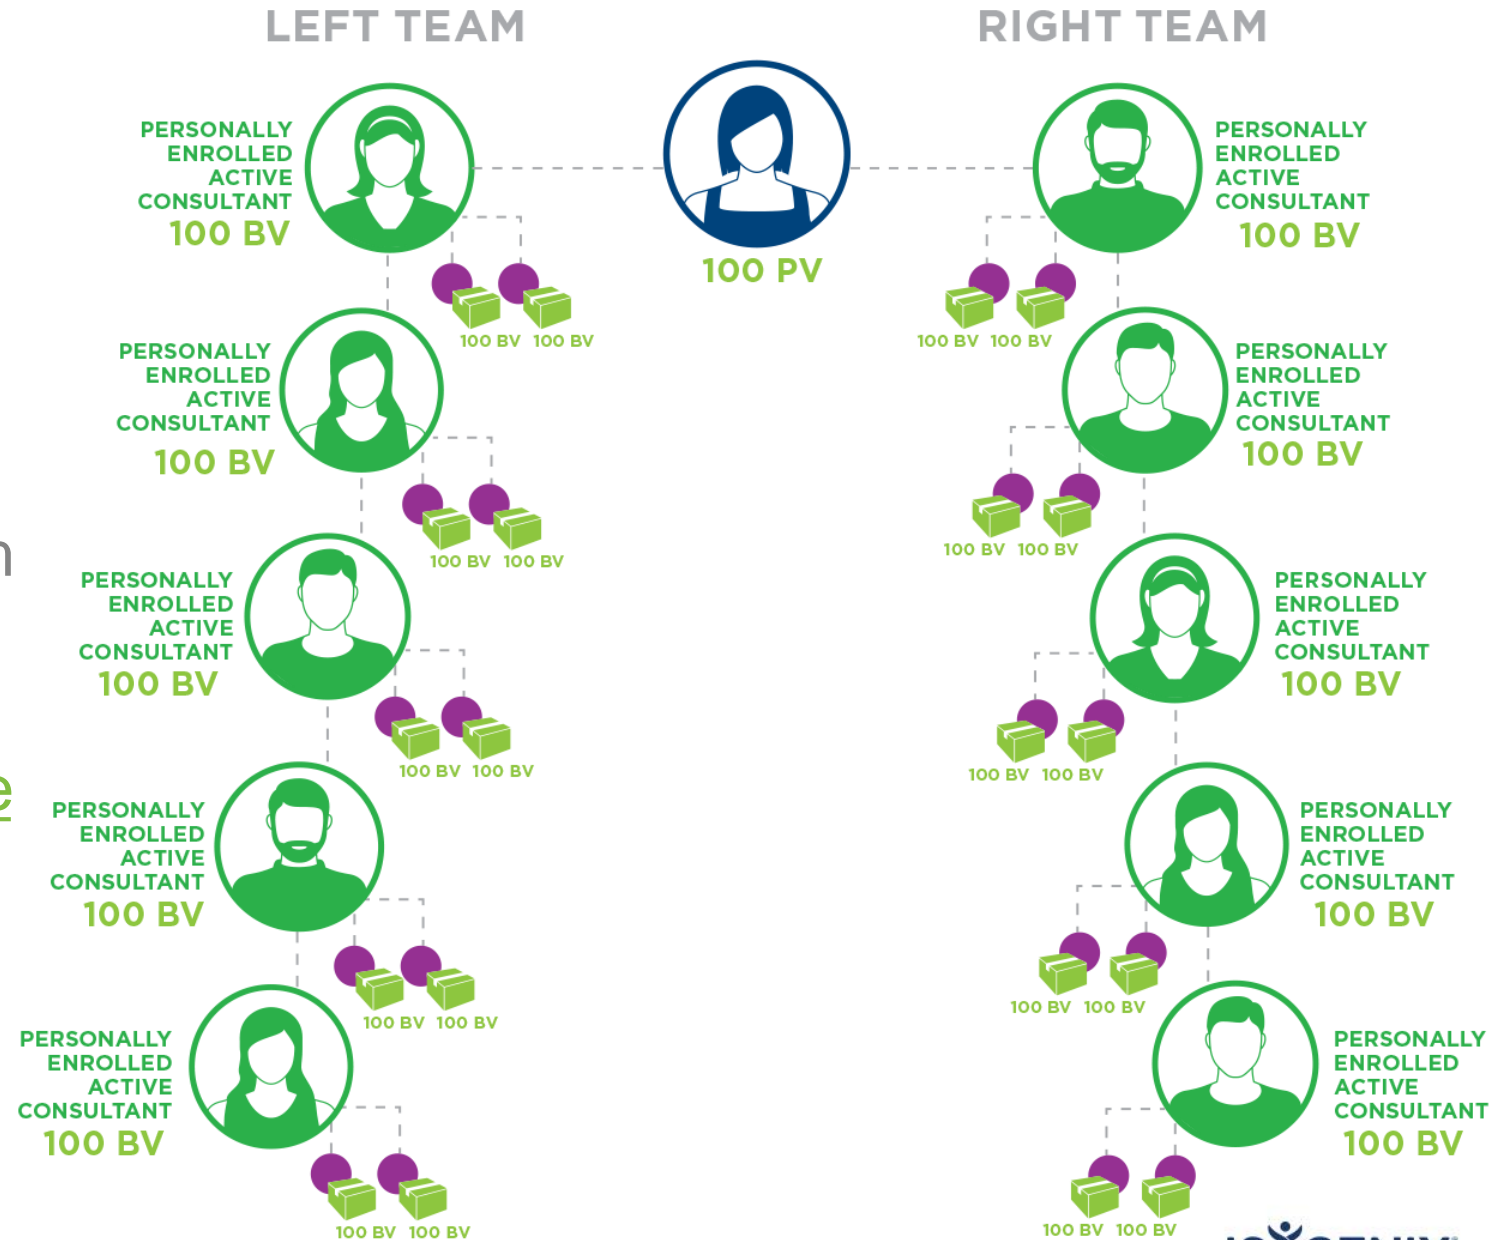 LEFT TEAM
RIGHT TEAM
PERSONALLY
ENROLLED
ACTIVE
CONSULTANT
100 BV
100 PV
PERSONALLY
ENROLLED
ACTIVE
CONSULTANT
100 BV
100 BV 100 BV
100 BV 100 BV
PERSONALLY
ENROLLED
ACTIVE
CONSULTANT
100 BV
PERSONALLY
ENROLLED
ACTIVE
CONSULTANT
100 BV
100 BV 100 BV
100 BV 100 BV
PERSONALLY
ENROLLED
ACTIVE
CONSULTANT
100 BV
PERSONALLY
ENROLLED
ACTIVE
CONSULTANT
100 BV
100 BV 100 BV
100 BV 100 BV
PERSONALLY
ENROLLED
ACTIVE
CONSULTANT
100 BV
PERSONALLY
ENROLLED
ACTIVE
CONSULTANT
100 BV
100 BV 100 BV
100 BV 100 BV
PERSONALLY
ENROLLED
ACTIVE
CONSULTANT
100 BV
PERSONALLY
ENROLLED
ACTIVE
CONSULTANT
100 BV
100 BV 100 BV
100 BV 100 BV